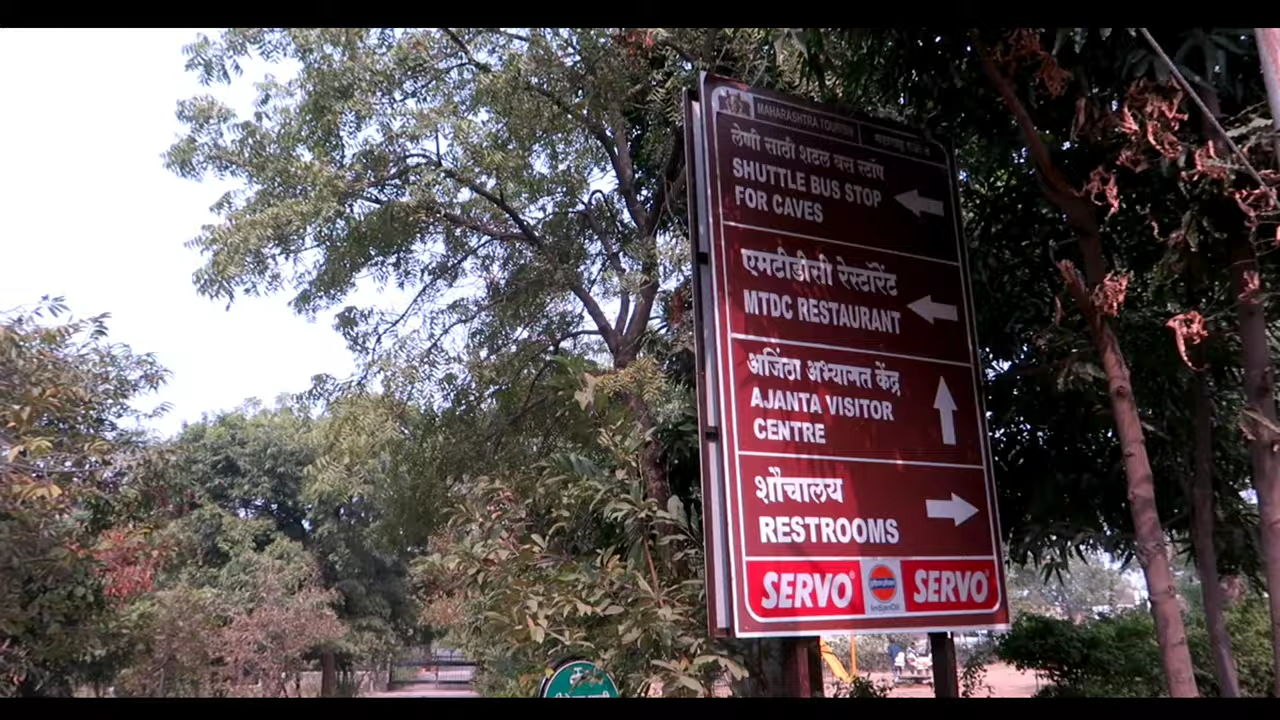 MAHARASHTRA TOURISM
लेणी साठी शटल बस स्टॉप
SHUTTLE BUS STOP
FOR CAVES
एमटीडीसी रेस्टॉरेंट
MTDC RESTAURANT
अजिंठा अभ्यागत केंद्र
AJANTA VISITOR
CENTRE
शौचालय
RESTROOMS
SERVO IndianOil SERVO